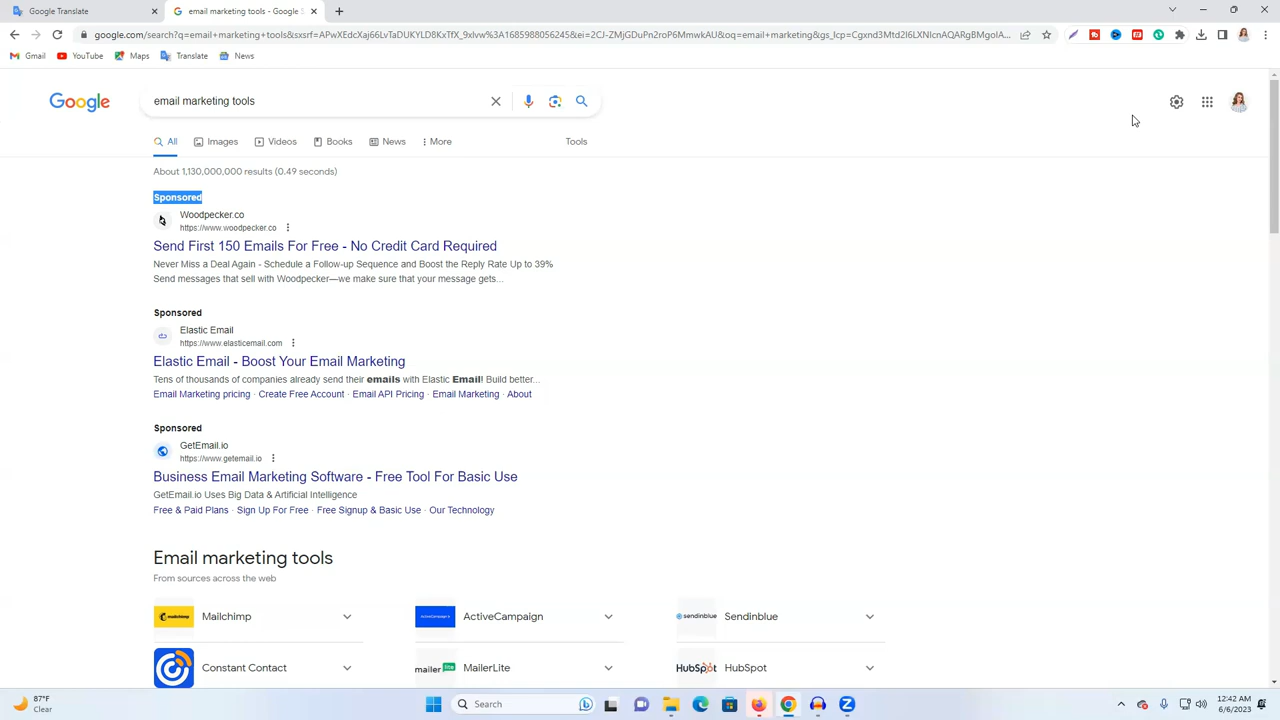 Google Translate
email marketing tools - Google S
google.com/search?q=email+marketing+tools&sxsrf=APwXEdcXaj66LvTaDUKYLD8KxTfX_9xlvw%3A1685988056245&ei=2CJ-ZMjGDuPn2roP6MmwkAU&oq=email+marketing&gs_lcp=Cgxnd3Mtd2l6LXNlcnAQARgBMgoIA...
Gmail
YouTube
Maps
Translate
News
Google
email marketing tools
All
Images
Videos
Books
News
More
Tools
About 1,130,000,000 results (0.49 seconds)
Sponsored
Woodpecker.co
https://www.woodpecker.co
Send First 150 Emails For Free - No Credit Card Required
Never Miss a Deal Again - Schedule a Follow-up Sequence and Boost the Reply Rate Up to 39%
Send messages that sell with Woodpecker—we make sure that your message gets...
Sponsored
Elastic Email
https://www.elasticemail.com
Elastic Email - Boost Your Email Marketing
Tens of thousands of companies already send their emails with Elastic Email! Build better...
Email Marketing pricing · Create Free Account · Email API Pricing · Email Marketing · About
Sponsored
GetEmail.io
https://www.getemail.io
Business Email Marketing Software - Free Tool For Basic Use
GetEmail.io Uses Big Data & Artificial Intelligence
Free & Paid Plans · Sign Up For Free · Free Signup & Basic Use · Our Technology
Email marketing tools
From sources across the web
mailchimp
Mailchimp
ActiveCampaign
ActiveCampaign
sendinblue
Sendinblue
Constant Contact
mailer lite
MailerLite
HubSpot
HubSpot
87°F
Clear
Search
12:42 AM
6/6/2023